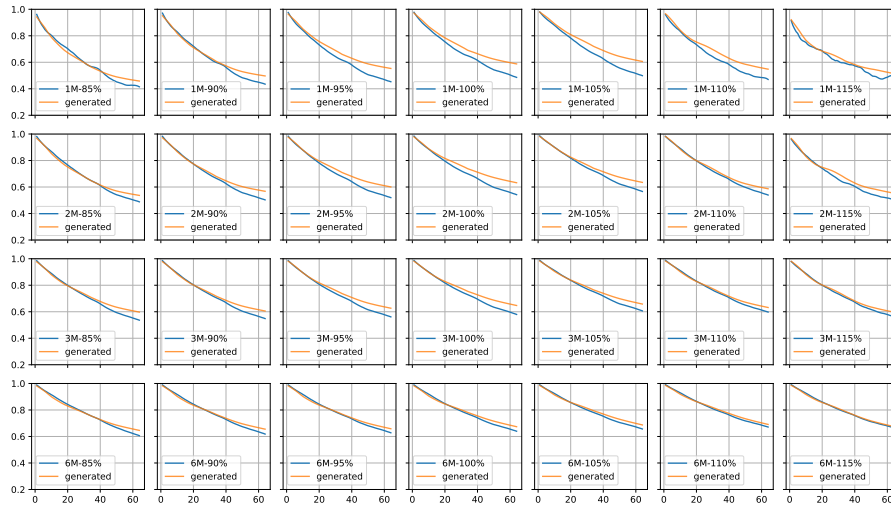 1.0
0.8
0.6
0.4
0.2
1M-85%
generated
1M-90%
generated
1M-95%
generated
1M-100%
generated
1M-105%
generated
1M-110%
generated
1M-115%
generated
1.0
0.8
0.6
0.4
0.2
2M-85%
generated
2M-90%
generated
2M-95%
generated
2M-100%
generated
2M-105%
generated
2M-110%
generated
2M-115%
generated
1.0
0.8
0.6
0.4
0.2
3M-85%
generated
3M-90%
generated
3M-95%
generated
3M-100%
generated
3M-105%
generated
3M-110%
generated
3M-115%
generated
1.0
0.8
0.6
0.4
0.2
6M-85%
generated
6M-90%
generated
6M-95%
generated
6M-100%
generated
6M-105%
generated
6M-110%
generated
6M-115%
generated
0 20 40 60
0 20 40 60
0 20 40 60
0 20 40 60
0 20 40 60
0 20 40 60
0 20 40 60